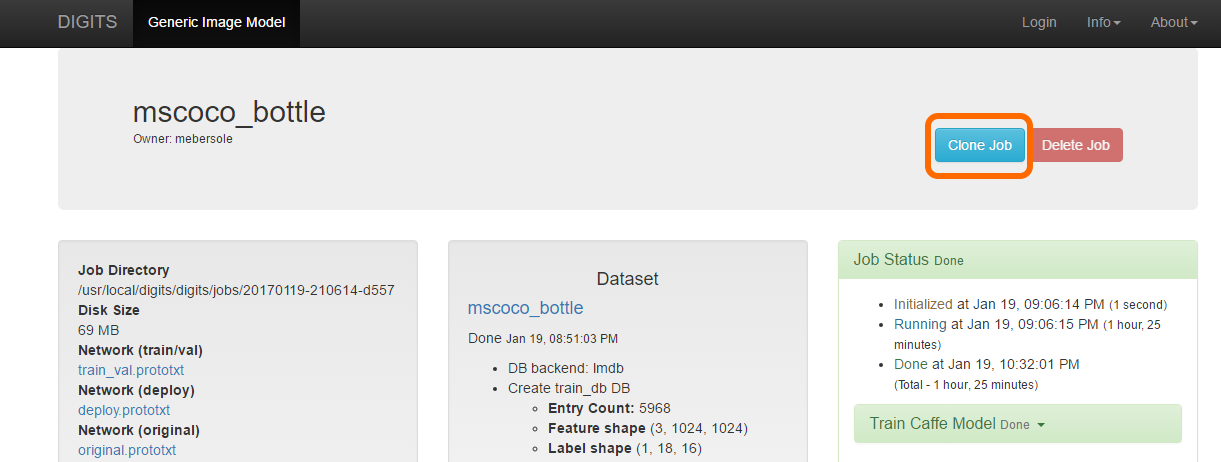 DIGITS Generic Image Model Login Info About
mscoco_bottle
Owner: mebersole
Clone Job Delete Job
Job Directory
/usr/local/digits/digits/jobs/20170119-210614-d557
Disk Size
69 MB
Network (train/val)
train_val.prototxt
Network (deploy)
deploy.prototxt
Network (original)
original.prototxt
Dataset
mscoco_bottle
Done Jan 19, 08:51:03 PM
DB backend: lmdb
Create train_db DB
Entry Count: 5968
Feature shape (3, 1024, 1024)
Label shape (1, 18, 16)
Job Status Done
Initialized at Jan 19, 09:06:14 PM (1 second)
Running at Jan 19, 09:06:15 PM (1 hour, 25
minutes)
Done at Jan 19, 10:32:01 PM
(Total - 1 hour, 25 minutes)
Train Caffe Model Done